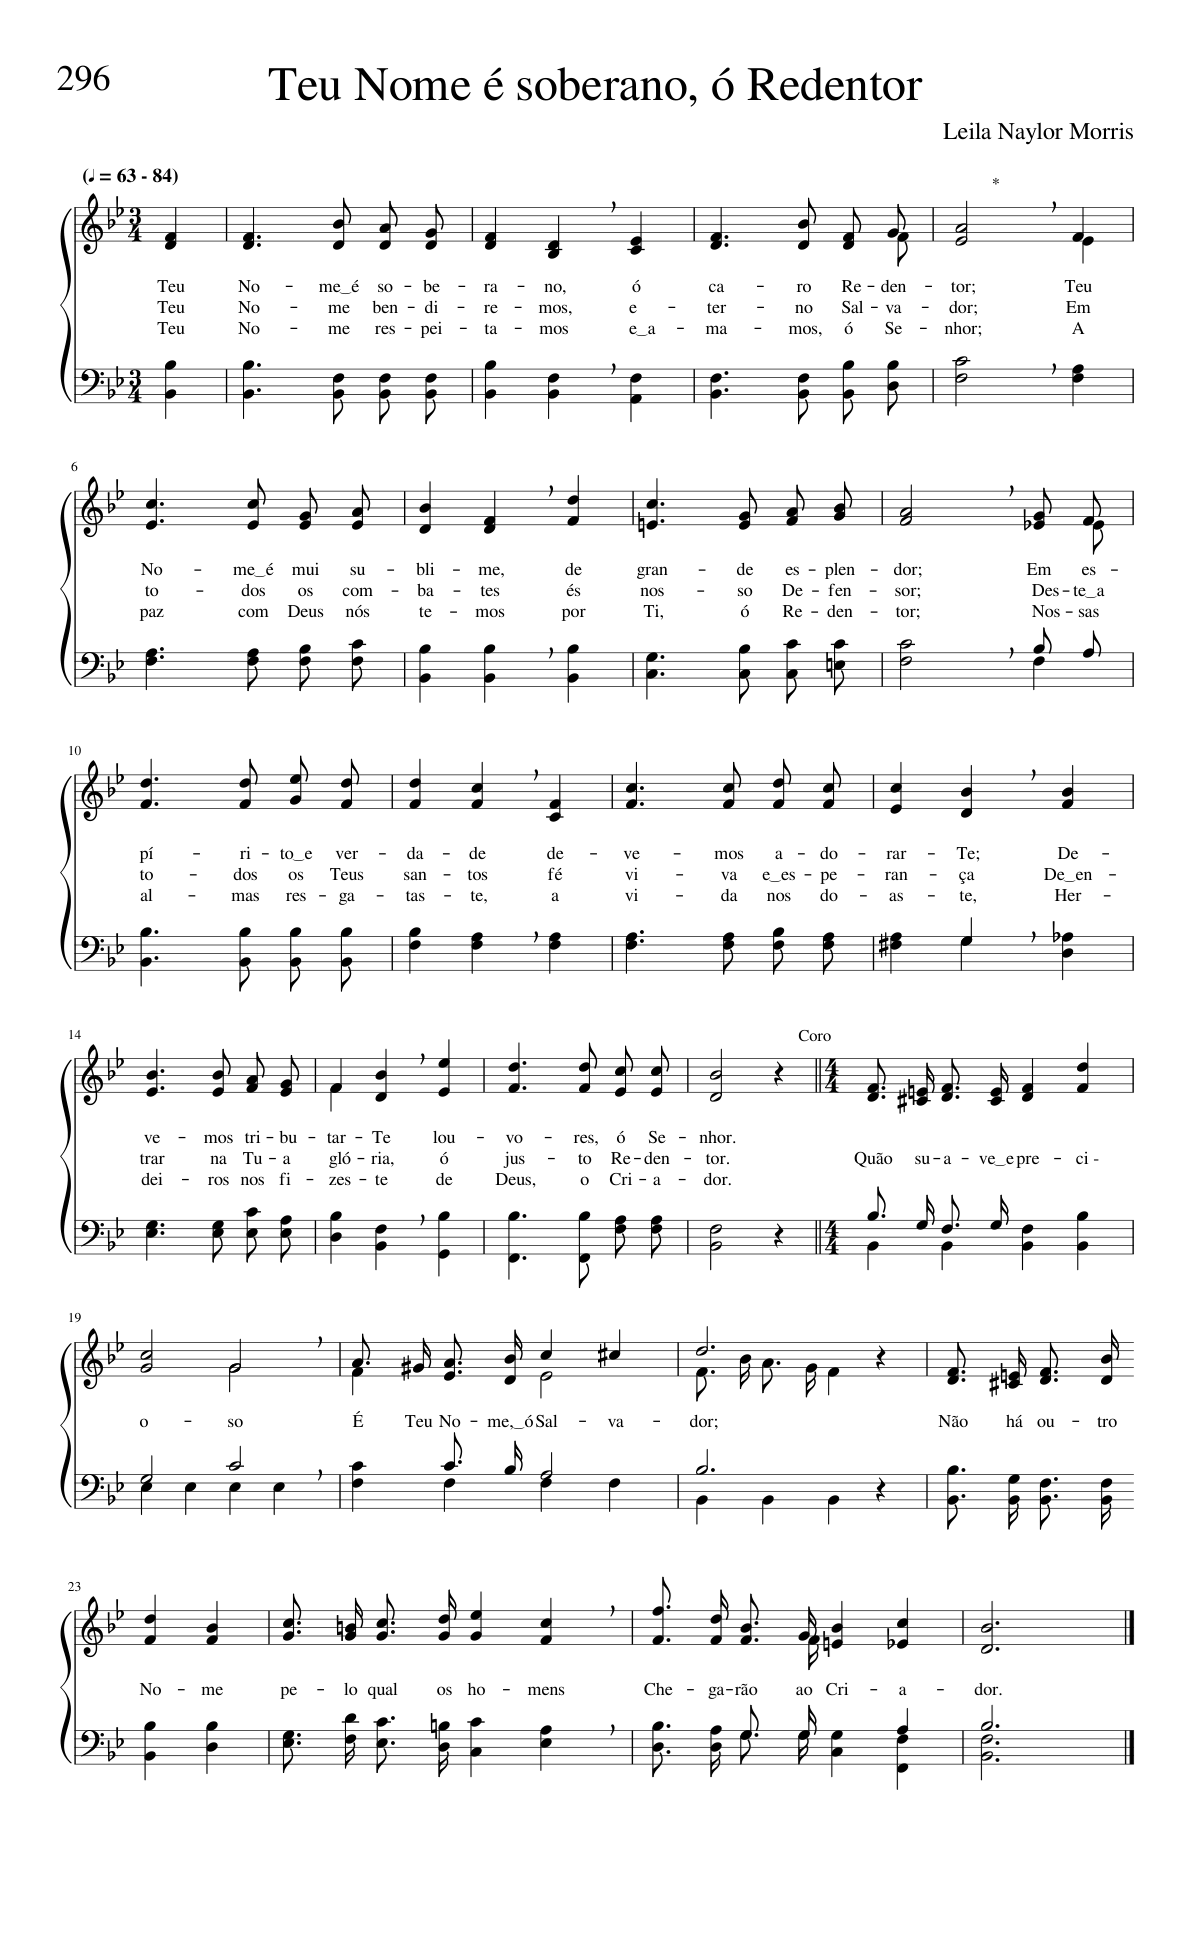 296
Teu Nome é soberano, ó Redentor
Leila Naylor Morris
(♩ = 63 - 84)
*
Teu No - me_é so - be - ra - no, ó ca - ro Re - den - tor; Teu
Teu No - me ben - di - re - mos, e - ter - no Sal - va - dor; Em
Teu No - me res - pei - ta - mos e_a - ma - mos, ó Se - nhor; A
6
No - me_é mui su - bli - me, de gran - de es - plen - dor; Em es -
to - dos os com - ba - tes és nos - so De - fen - sor; Des - te_a
paz com Deus nós te - mos por Ti, ó Re - den - tor; Nos - sas
10
pí - ri - to_e ver - da - de de - ve - mos a - do - rar - Te; De -
to - dos os Teus san - tos fé vi - va e_es - pe - ran - ça De_en -
al - mas res - ga - tas - te, a vi - da nos do - as - te, Her -
14
Coro
ve - mos tri - bu - tar - Te lou - vo - res, ó Se - nhor.
trar na Tu - a gló - ria, ó jus - to Re - den - tor. Quão su - a - ve_e pre - ci -
dei - ros nos fi - zes - te de Deus, o Cri - a - dor.
19
o - so É Teu No - me,_ó Sal - va - dor; Não há ou - tro
23
No - me pe - lo qual os ho - mens Che - ga - rão ao Cri - a - dor.